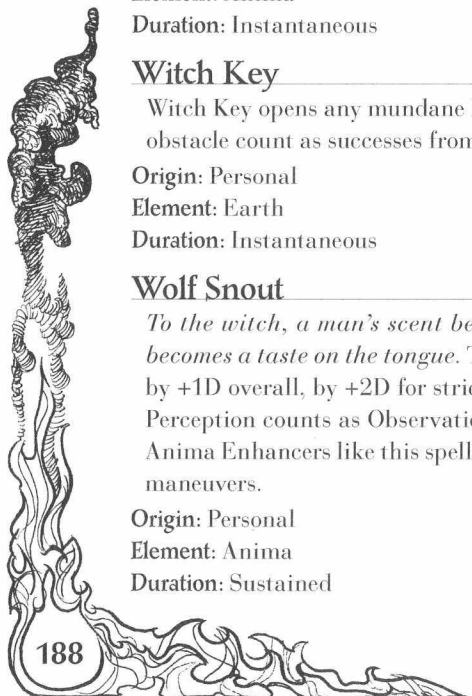 Duration: Instantaneous
Witch Key
Witch Key opens any mundane
obstacle count as successes from
Origin: Personal
Element: Earth
Duration: Instantaneous
Wolf Snout
To the witch, a man's scent be
becomes a taste on the tongue.
by +1D overall, by +2D for stric
Perception counts as Observatio
Anima Enhancers like this spell
maneuvers.
Origin: Personal
Element: Anima
Duration: Sustained
188